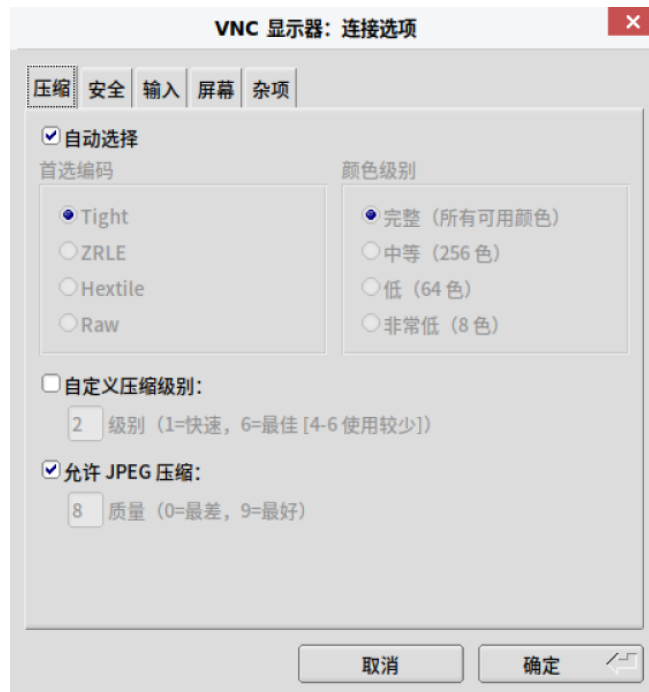 VNC 显示器：连接选项
压缩 安全 输入 屏幕 杂项
自动选择
首选编码 颜色级别
Tight 完整（所有可用颜色）
ZRLE 中等（256 色）
Hextile 低（64 色）
Raw 非常低（8 色）
自定义压缩级别：
2 级别（1=快速，6=最佳 [4-6 使用较少]）
允许 JPEG 压缩：
8 质量（0=最差，9=最好）
取消 确定